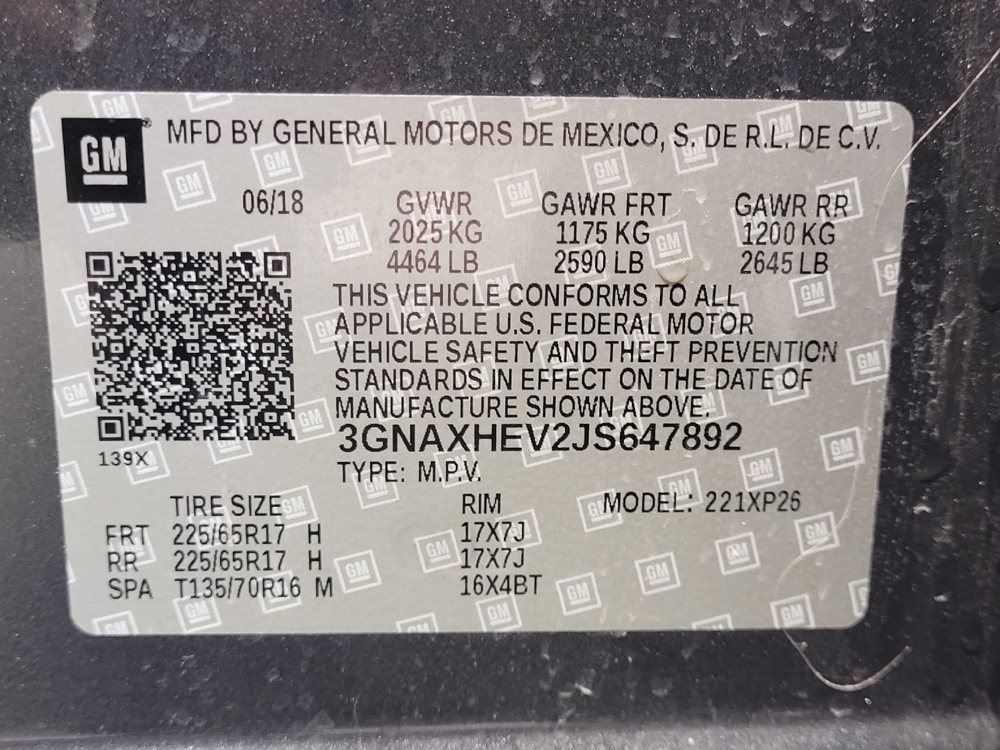 GM® MFD BY GENERAL MOTORS DE MEXICO, S. DE R.L. DE C.V.
06/18 GVWR GAWR FRT GAWR RR
2025 KG 1175 KG 1200 KG
4464 LB 2590 LB 2645 LB
THIS VEHICLE CONFORMS TO ALL
APPLICABLE U.S. FEDERAL MOTOR
VEHICLE SAFETY AND THEFT PREVENTION
STANDARDS IN EFFECT ON THE DATE OF
MANUFACTURE SHOWN ABOVE.
3GNAXHEV2JS647892
139X
TYPE: M.P.V.
TIRE SIZE RIM MODEL: 221XP26
FRT 225/65R17 H 17X7J
RR 225/65R17 H 17X7J
SPA T135/70R16 M 16X4BT